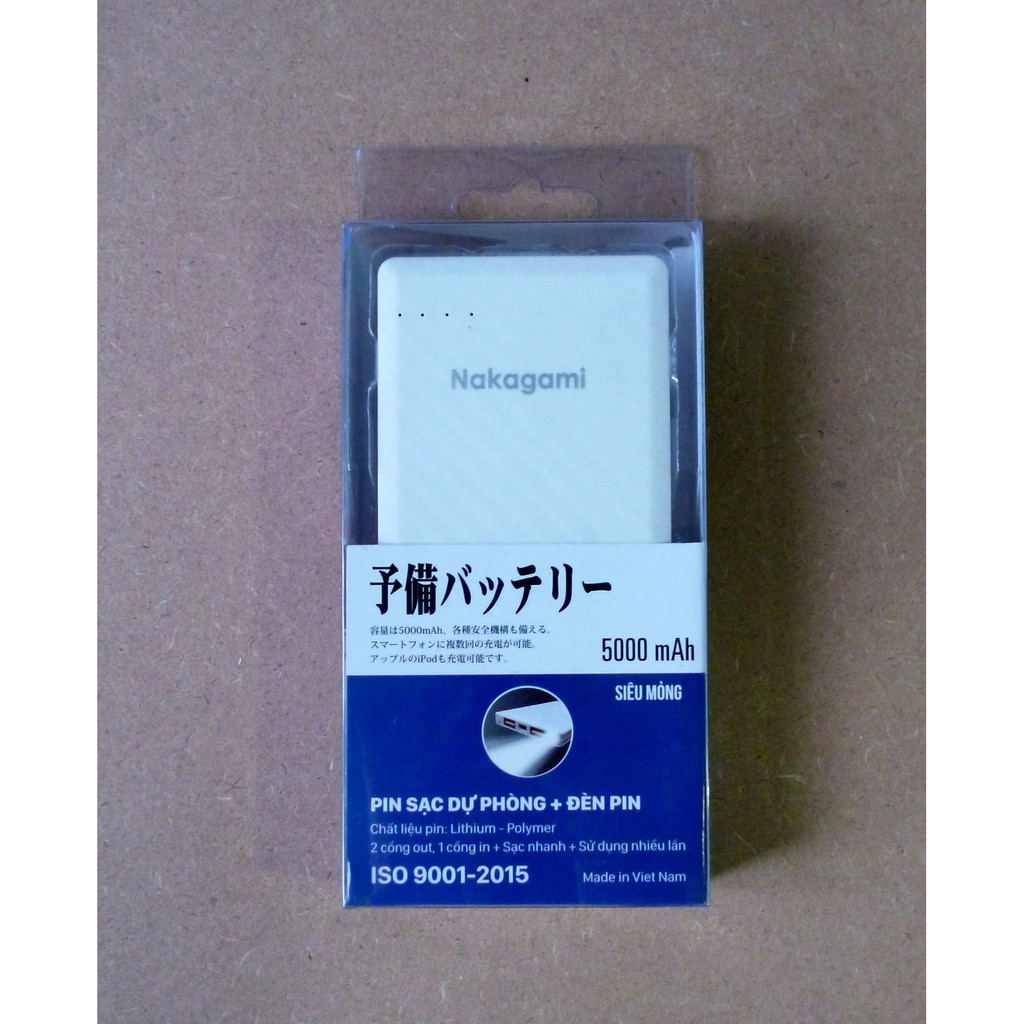 Nakagami
予備バッテリー
容量は5000mAh、各種安全機構も備える。
スマートフォンに複数回の充電が可能。
アップルのiPodも充電可能です。
5000 mAh
SIÊU MỎNG
PIN SẠC DỰ PHÒNG + ĐÈN PIN
Chất liệu pin: Lithium - Polymer
2 cổng out, 1 cổng in + Sạc nhanh + Sử dụng nhiều lần
ISO 9001-2015
Made in Viet Nam